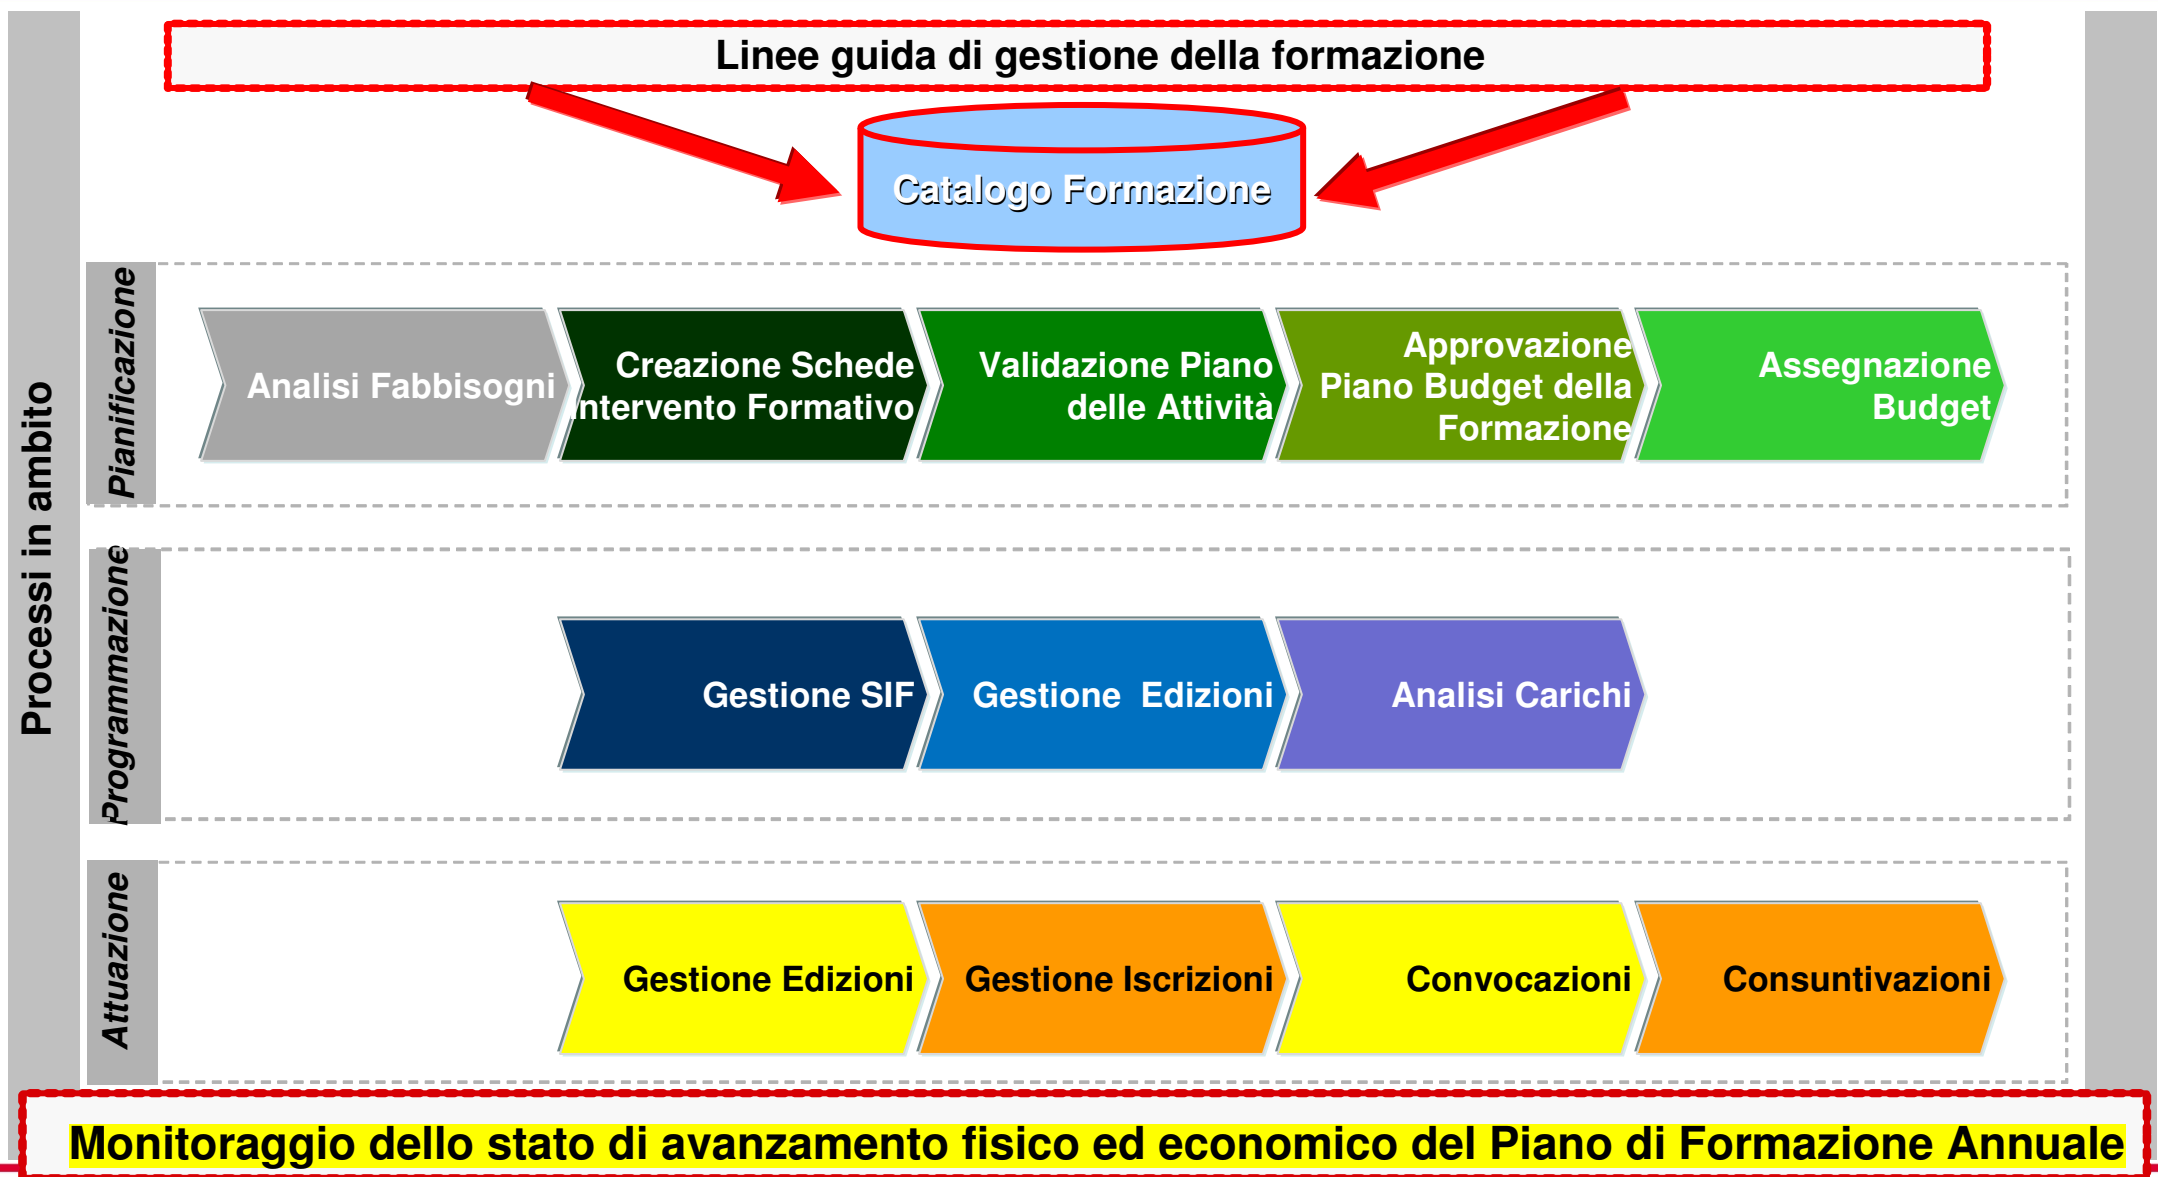 Linee guida di gestione della formazione
Catalogo Formazione
Processi in ambito
Pianificazione
Analisi Fabbisogni
Creazione Schede
Intervento Formativo
Validazione Piano
delle Attività
Approvazione
Piano Budget della
Formazione
Assegnazione
Budget
Programmazione
Gestione SIF
Gestione Edizioni
Analisi Carichi
Attuazione
Gestione Edizioni
Gestione Iscrizioni
Convocazioni
Consuntivazioni
Monitoraggio dello stato di avanzamento fisico ed economico del Piano di Formazione Annuale